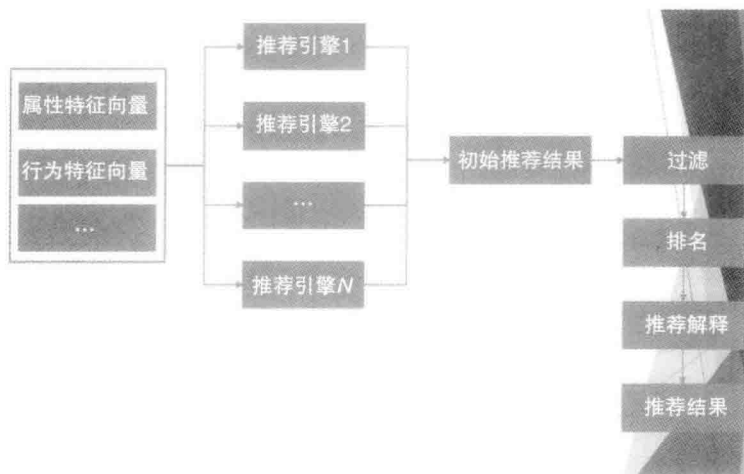 属性特征向量
行为特征向量
...
推荐引擎1
推荐引擎2
...
推荐引擎N
初始推荐结果
过滤
排名
推荐解释
推荐结果